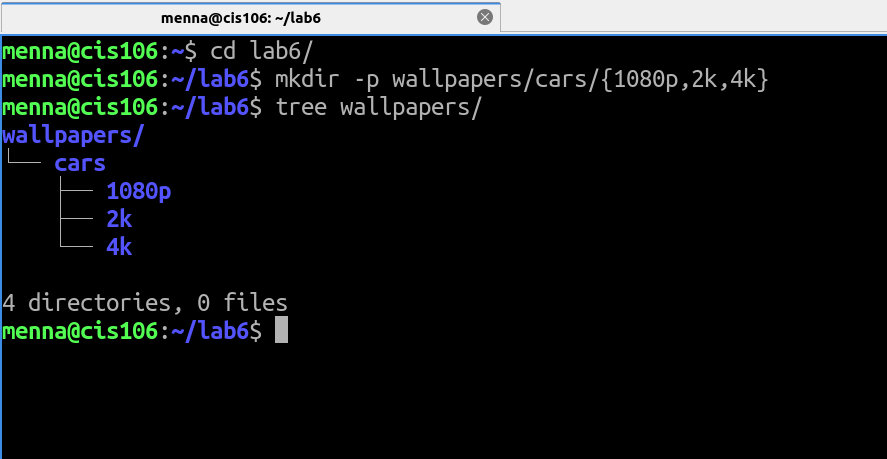 menna@cis106: ~/lab6
menna@cis106:~$ cd lab6/
menna@cis106:~/lab6$ mkdir -p wallpapers/cars/{1080p,2k,4k}
menna@cis106:~/lab6$ tree wallpapers/
wallpapers/
└── cars
    ├── 1080p
    ├── 2k
    └── 4k
4 directories, 0 files
menna@cis106:~/lab6$